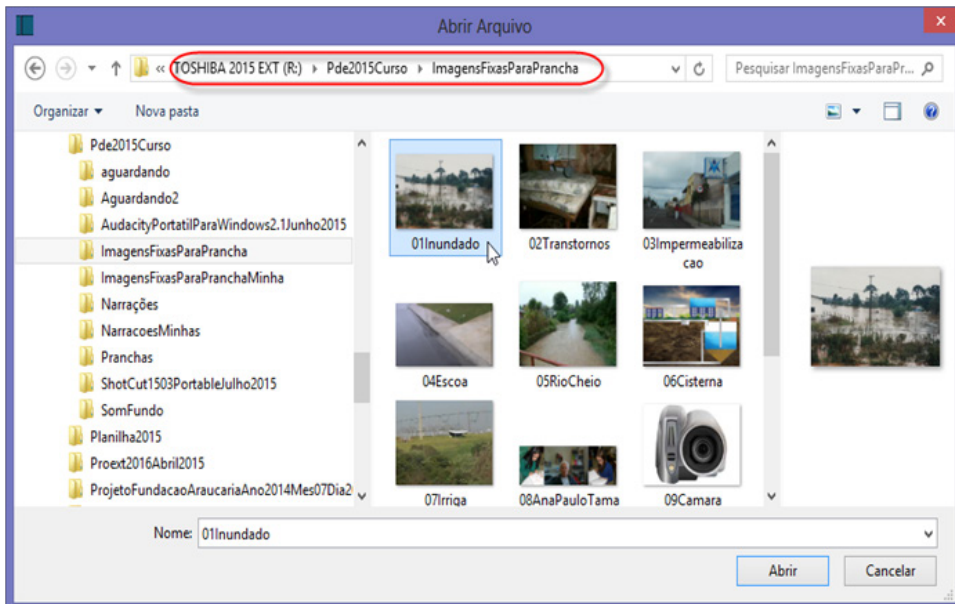 Abrir Arquivo
« TOSHIBA 2015 EXT (R:) Pde2015Curso ImagensFixasParaPrancha
Pesquisar ImagensFixasParaPr...
Organizar Nova pasta
Pde2015Curso
aguardando
Aguardando2
AudacityPortatilParaWindows2.1Junho2015
ImagensFixasParaPrancha
ImagensFixasParaPranchaMinha
Narrações
NarracoesMinhas
Pranchas
ShotCut1503PortableJulho2015
SomFundo
Planilha2015
Proext2016Abril2015
ProjetoFundacaoAraucariaAno2014Mes07Dia2
01Inundado
02Transtornos
03Impermeabiliza
cao
04Escoa
05RioCheio
06Cisterna
07Irriga
08AnaPauloTama
09Camara
Nome: 01Inundado
Abrir
Cancelar